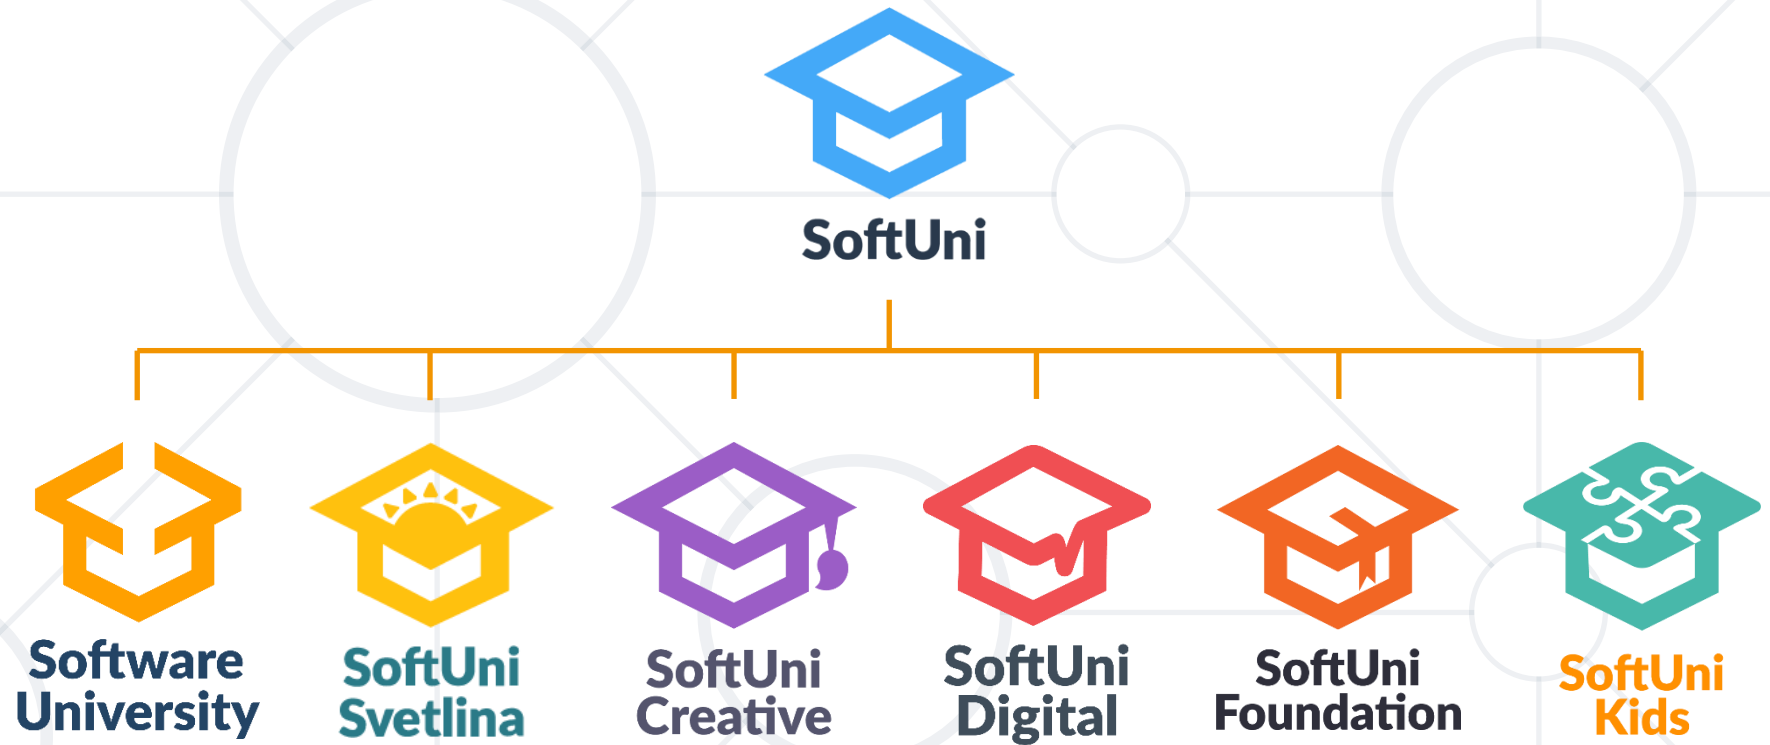 SoftUni
Software
University
SoftUni
Svetlina
SoftUni
Creative
SoftUni
Digital
SoftUni
Foundation
SoftUni
Kids